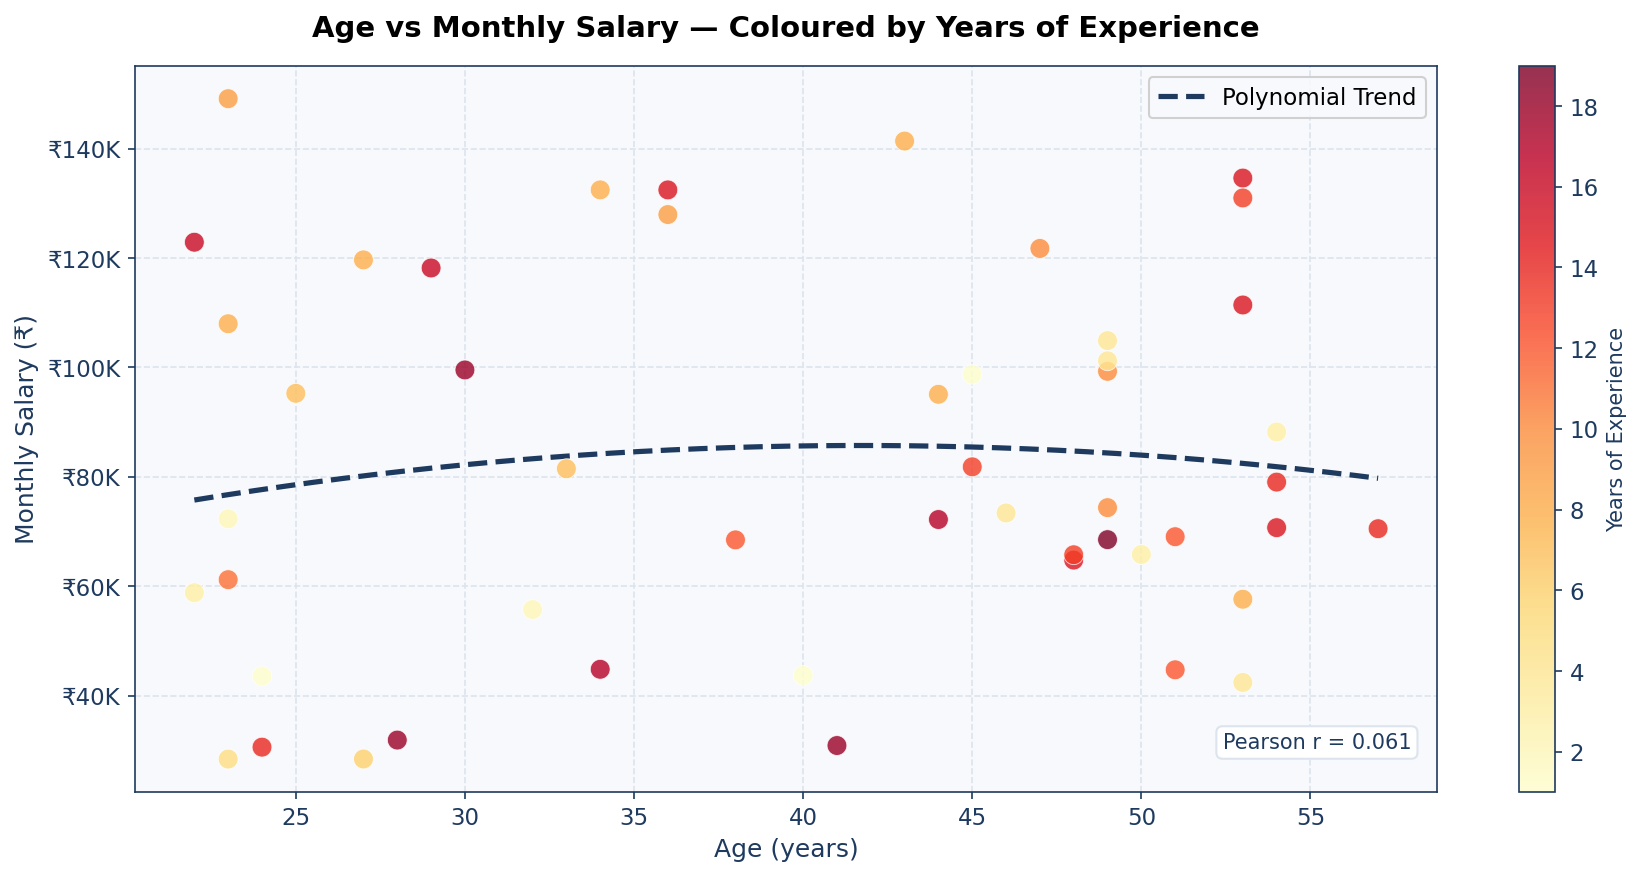 Age vs Monthly Salary — Coloured by Years of Experience
Polynomial Trend
Monthly Salary (₹)
₹140K
₹120K
₹100K
₹80K
₹60K
₹40K
Pearson r = 0.061
25
30
35
40
45
50
55
Age (years)
18
16
14
12
10
8
6
4
2
Years of Experience